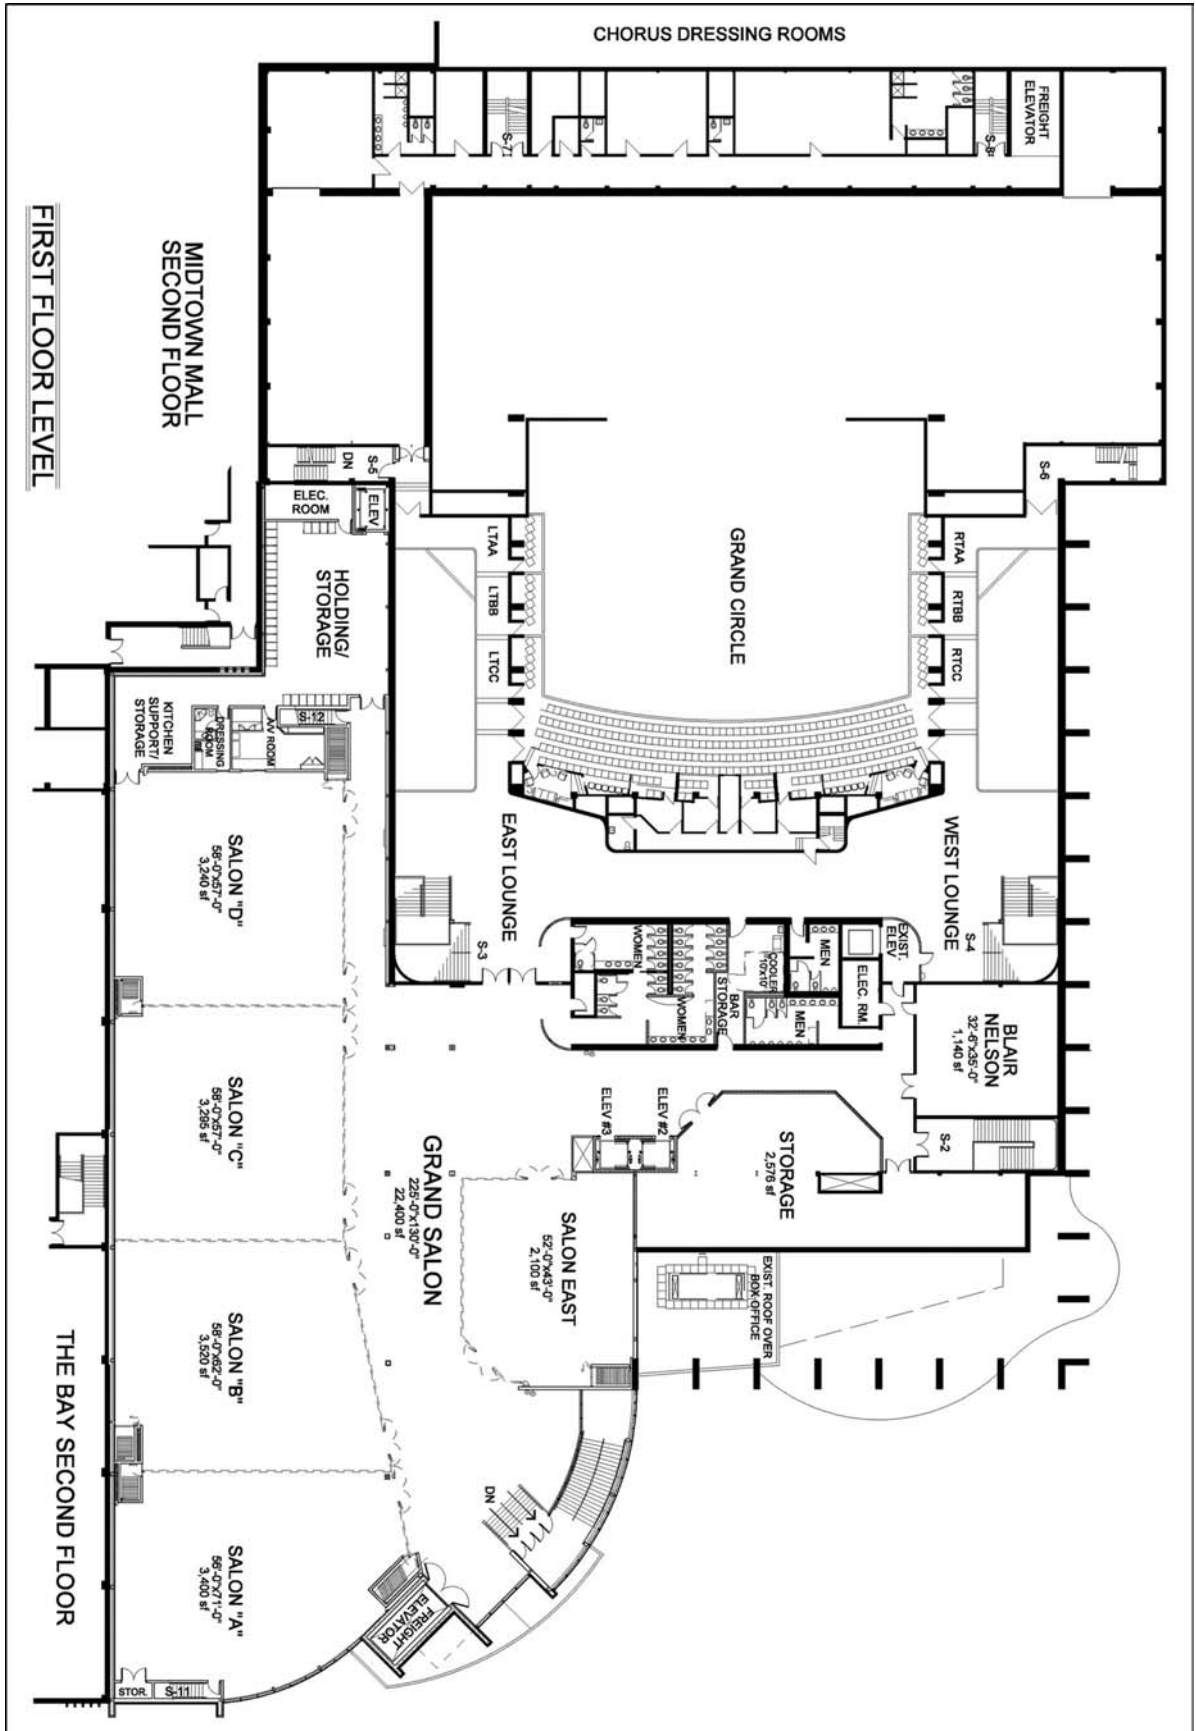 CHORUS DRESSING ROOMS
FREIGHT
ELEVATOR
S-7
S-8
FIRST FLOOR LEVEL
MIDTOWN MALL
SECOND FLOOR
DN
S-5
S-6
ELEC.
ROOM
ELEV
HOLDING/
STORAGE
LTAA
LTBB
LTCC
GRAND CIRCLE
RTAA
RTBB
RTCC
KITCHEN
SUPPORT/
STORAGE
DRESSING
ROOM
A/V ROOM
S-12
EAST LOUNGE
WEST LOUNGE
S-3
S-4
WOMEN
WOMEN
BAR
STORAGE
COOLER
10'x10'
MEN
MEN
EXIST.
ELEV
ELEC. RM.
BLAIR
NELSON
32'-6"x35'-0"
1,140 sf
S-2
ELEV #3
ELEV #2
STORAGE
2,576 sf
SALON "D"
58'-0"x57'-0"
3,240 sf
SALON "C"
58'-0"x57'-0"
3,295 sf
GRAND SALON
225'-0"x130'-0"
22,400 sf
SALON EAST
52'-0"x43'-0"
2,100 sf
EXIST. ROOF OVER
BOX OFFICE
SALON "B"
58'-0"x62'-0"
3,520 sf
THE BAY SECOND FLOOR
DN
SALON "A"
56'-0"x71'-0"
3,400 sf
FREIGHT
ELEVATOR
STOR.
S-11